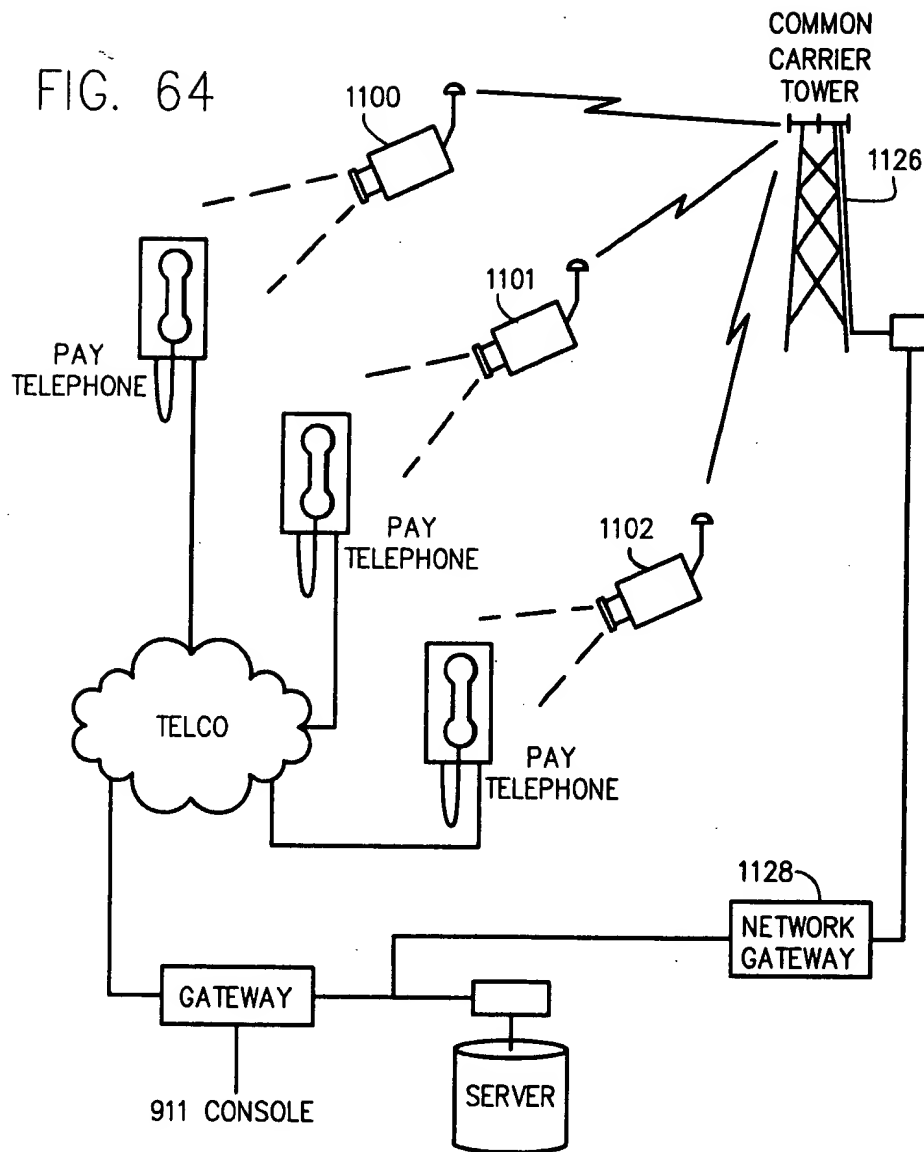 FIG. 64
COMMON
CARRIER
TOWER
1100
1126
1101
PAY
TELEPHONE
PAY
TELEPHONE
1102
TELCO
PAY
TELEPHONE
1128
NETWORK
GATEWAY
GATEWAY
SERVER
911 CONSOLE